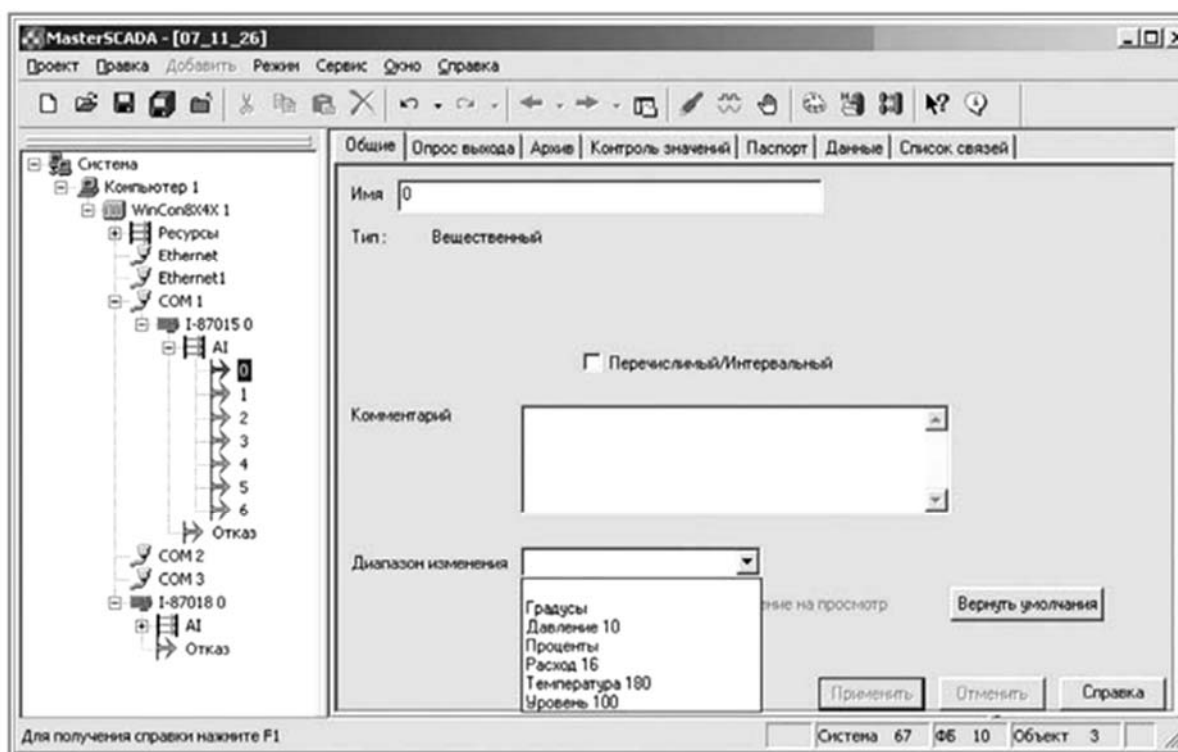 MasterSCADA - [07_11_26]
Проект Правка Добавить Режим Сервис Окно Справка
Система
Компьютер 1
WinCon8X4X 1
Ресурсы
Ethernet
Ethernet1
COM 1
I-87015 0
AI
0
1
2
3
4
5
6
Отказ
COM 2
COM 3
I-87018 0
AI
Отказ
Общие Опрос выхода Архив Контроль значений Паспорт Данные Список связей
Имя 0
Тип: Вещественный
Перечислимый/Интервальный
Комментарий
Диапазон изменения
Градусы
Давление 10
Проценты
Расход 16
Температура 180
Уровень 100
ение на просмотр
Вернуть умолчания
Применить Отменить Справка
Для получения справки нажмите F1
Система 67 ФБ 10 Объект 3